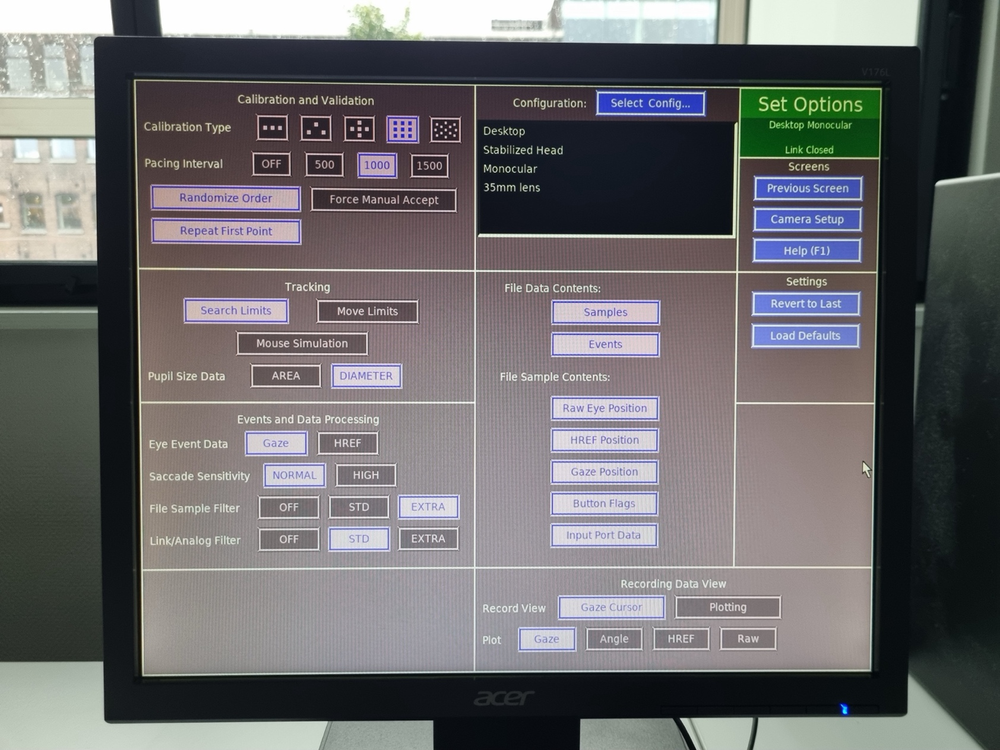 V176L
Calibration and Validation
Calibration Type
Pacing Interval OFF 500 1000 1500
Randomize Order Force Manual Accept
Repeat First Point
Configuration: Select Config...
Desktop
Stabilized Head
Monocular
35mm lens
Set Options
Desktop Monocular
Link Closed
Screens
Previous Screen
Camera Setup
Help (F1)
Settings
Revert to Last
Load Defaults
Tracking
Search Limits Move Limits
Mouse Simulation
Pupil Size Data AREA DIAMETER
Events and Data Processing
Eye Event Data Gaze HREF
Saccade Sensitivity NORMAL HIGH
File Sample Filter OFF STD EXTRA
Link/Analog Filter OFF STD EXTRA
File Data Contents:
Samples
Events
File Sample Contents:
Raw Eye Position
HREF Position
Gaze Position
Button Flags
Input Port Data
Recording Data View
Record View Gaze Cursor Plotting
Plot Gaze Angle HREF Raw
acer